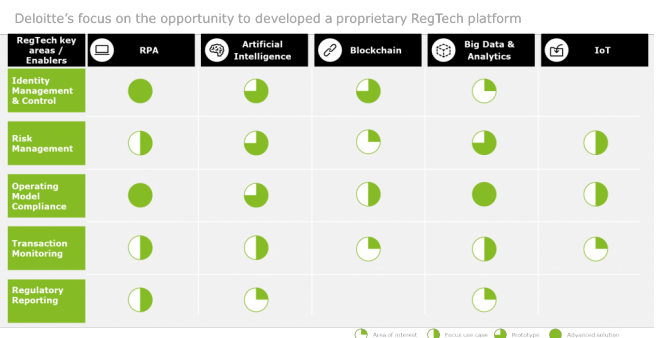 Deloitte's focus on the opportunity to developed a proprietary RegTech platform
RegTech key
areas /
Enablers
RPA
Artificial
Intelligence
Blockchain
Big Data &
Analytics
IoT
Identity
Management
& Control
Risk
Management
Operating
Model
Compliance
Transaction
Monitoring
Regulatory
Reporting
Area of interest
Focus use case
Prototype
Advanced solution